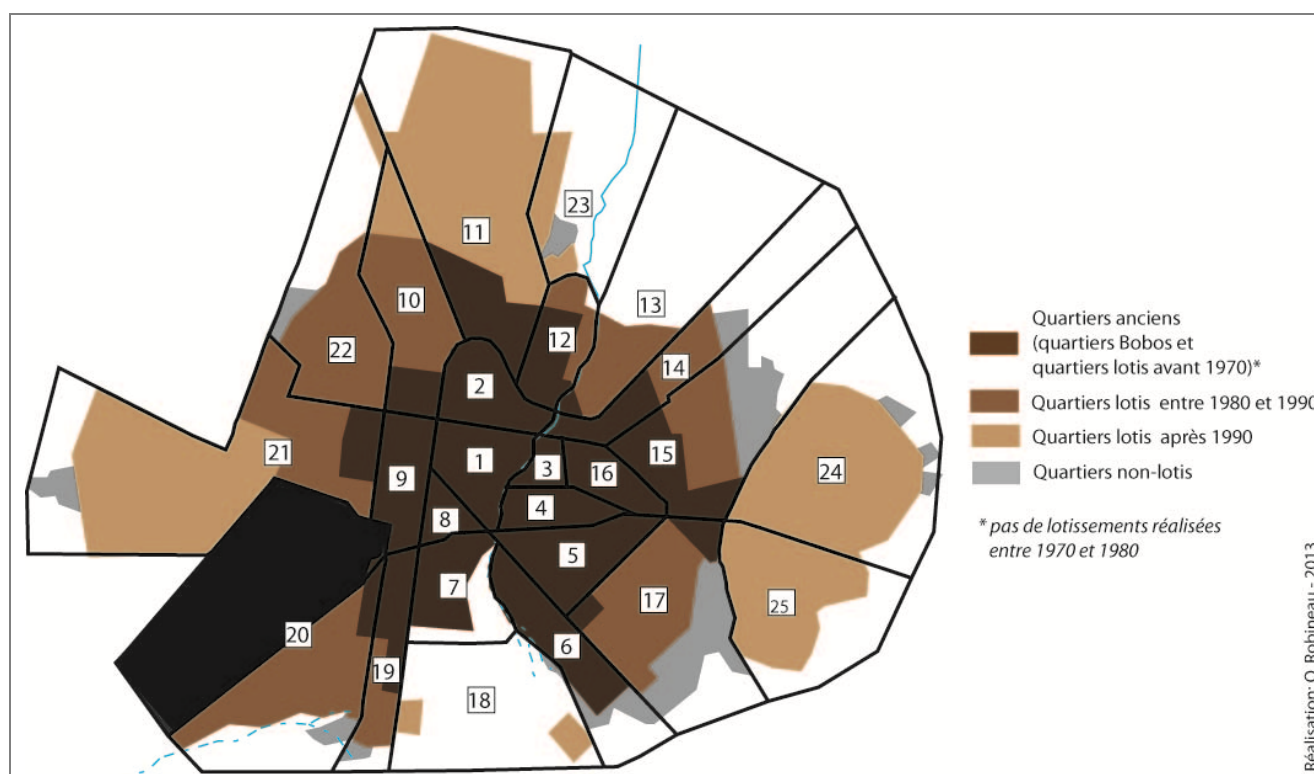 11
23
13
10
12
22
14
2
21
9
1
3
16
15
24
4
8
5
7
17
25
20
6
19
18
Quartiers anciens
(quartiers Bobos et
quartiers lotis avant 1970)*
Quartiers lotis entre 1980 et 1990
Quartiers lotis après 1990
Quartiers non-lotis
* pas de lotissements réalisées
entre 1970 et 1980
Réalisation: O. Robineau - 2013